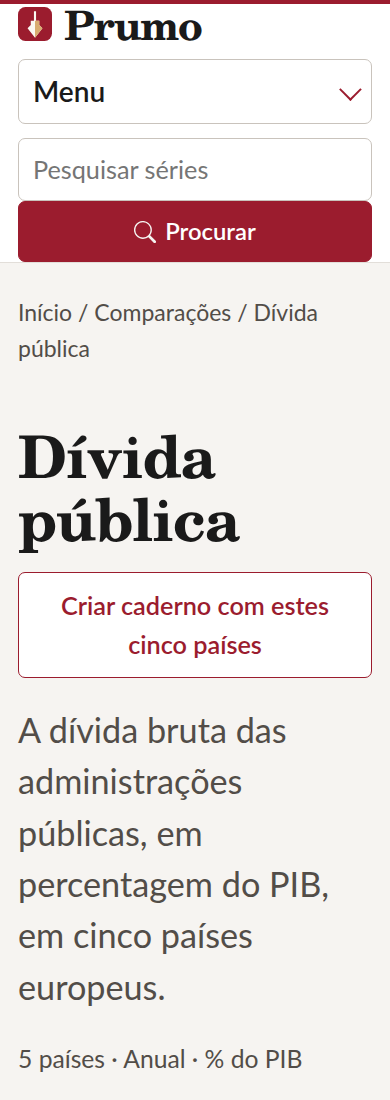 Prumo
Menu
Pesquisar séries
Procurar
Início / Comparações / Dívida
pública
Dívida
pública
Criar caderno com estes
cinco países
A dívida bruta das
administrações
públicas, em
percentagem do PIB,
em cinco países
europeus.
5 países · Anual · % do PIB